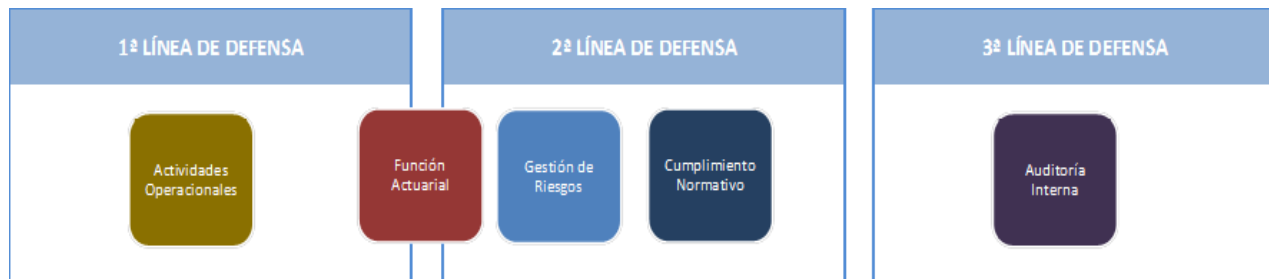 1ª LÍNEA DE DEFENSA
2ª LÍNEA DE DEFENSA
3ª LÍNEA DE DEFENSA
Actividades
Operacionales
Función
Actuarial
Gestión de
Riesgos
Cumplimiento
Normativo
Auditoría
Interna